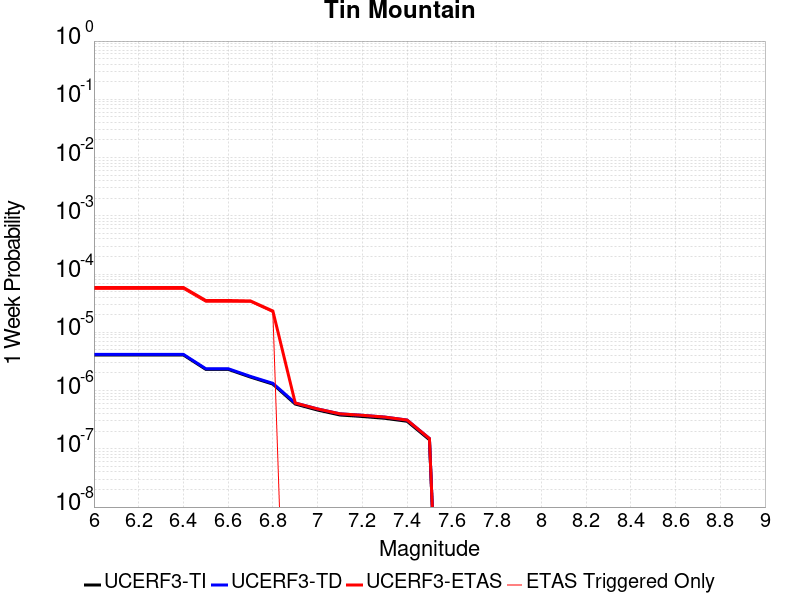 Tin Mountain
1 Week Probability
10^0
10^-1
10^-2
10^-3
10^-4
10^-5
10^-6
10^-7
10^-8
6 6.2 6.4 6.6 6.8 7 7.2 7.4 7.6 7.8 8 8.2 8.4 8.6 8.8 9
Magnitude
UCERF3-TI UCERF3-TD UCERF3-ETAS ETAS Triggered Only